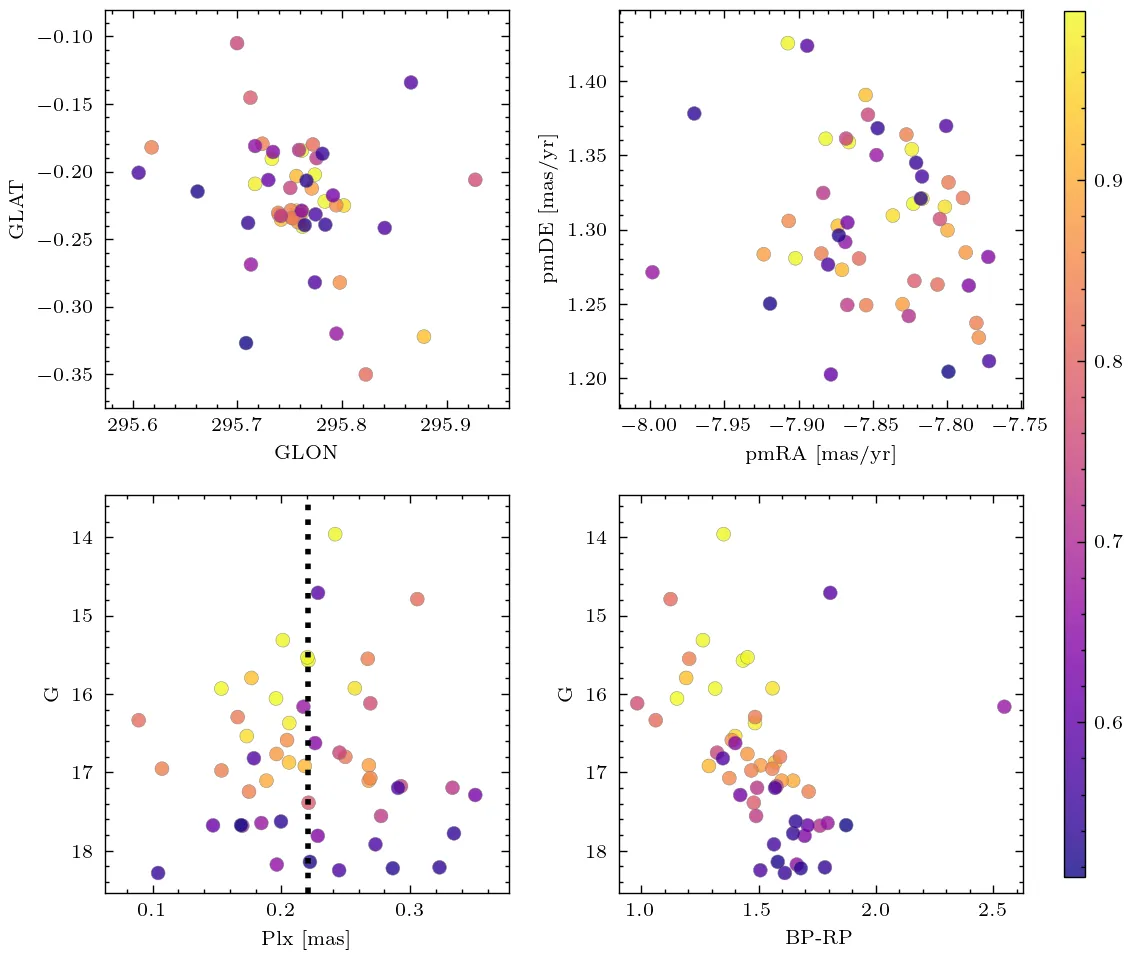 −0.10
−0.15
−0.20
−0.25
−0.30
−0.35
GLAT
295.6 295.7 295.8 295.9
GLON
1.40
1.35
1.30
1.25
1.20
pmDE [mas/yr]
−8.00 −7.95 −7.90 −7.85 −7.80 −7.75
pmRA [mas/yr]
0.9
0.8
0.7
0.6
14
15
16
17
18
G
0.1 0.2 0.3
Plx [mas]
14
15
16
17
18
G
1.0 1.5 2.0 2.5
BP-RP